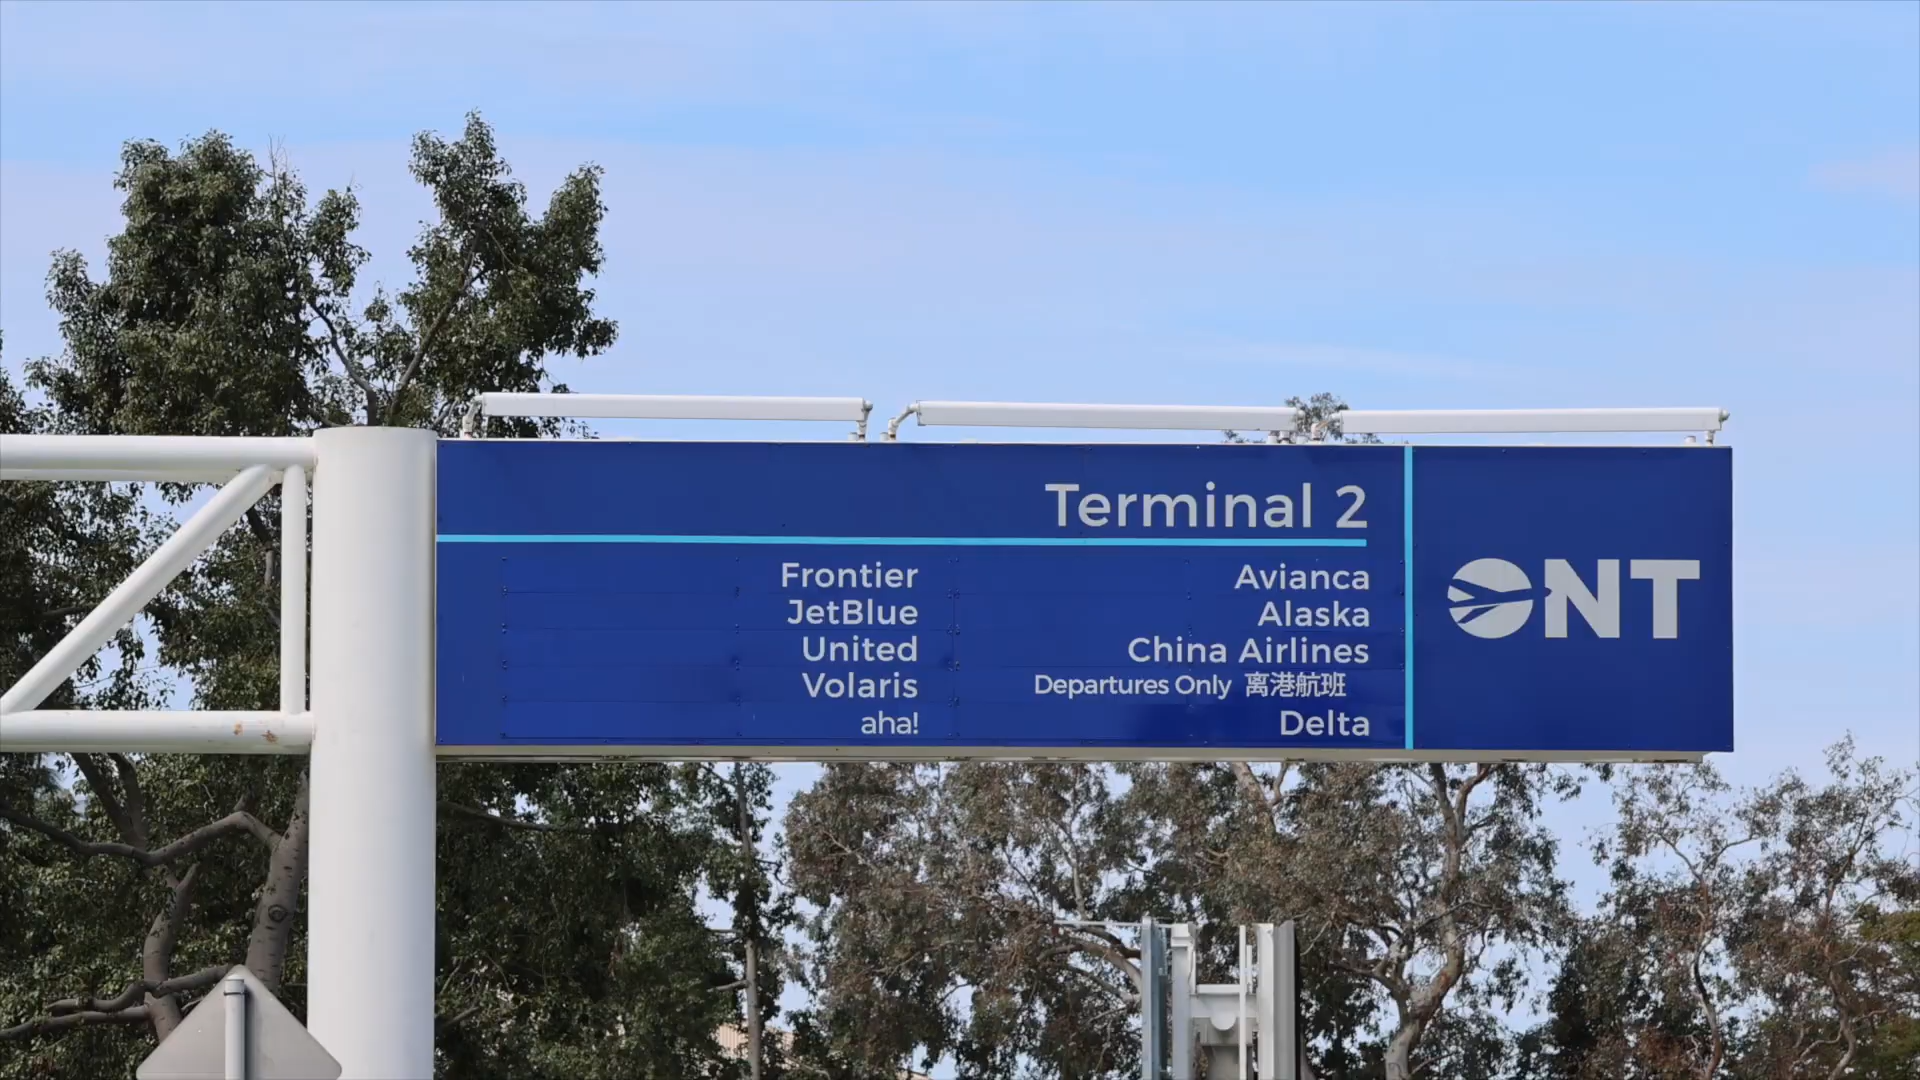 Terminal 2
Frontier
JetBlue
United
Volaris
aha!
Avianca
Alaska
China Airlines
Departures Only 离港航班
Delta
ONT